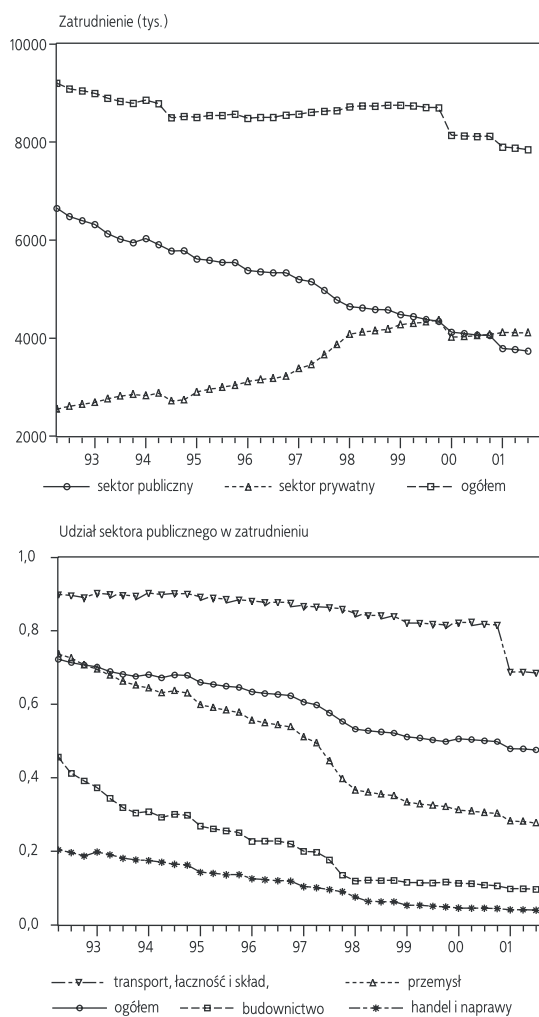 Zatrudnienie (tys.)
10000
8000
6000
4000
2000
93 94 95 96 97 98 99 00 01
sektor publiczny sektor prywatny ogółem
Udział sektora publicznego w zatrudnieniu
1,0
0,8
0,6
0,4
0,2
0,0
93 94 95 96 97 98 99 00 01
transport, łaczność i skład, przemysł
ogółem budownictwo handel i naprawy